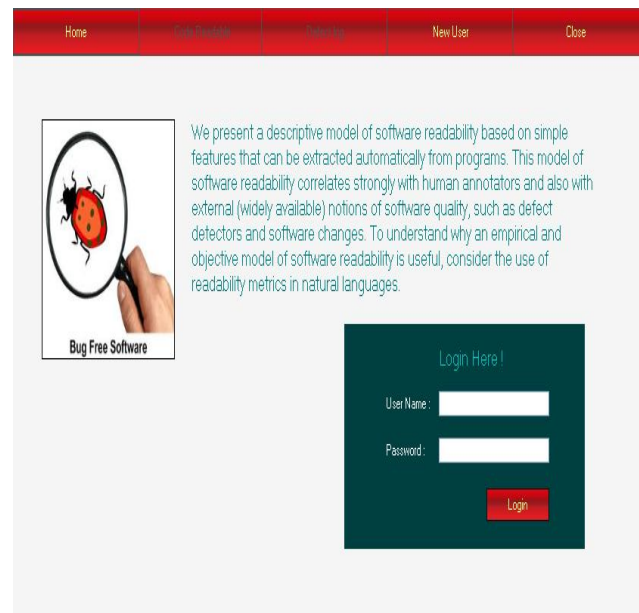 Home Code Readable Defect log New User Close
We present a descriptive model of software readability based on simple
features that can be extracted automatically from programs. This model of
software readability correlates strongly with human annotators and also with
external (widely available) notions of software quality, such as defect
detectors and software changes. To understand why an empirical and
objective model of software readability is useful, consider the use of
readability metrics in natural languages.
Bug Free Software
Login Here !
User Name :
Password :
Login